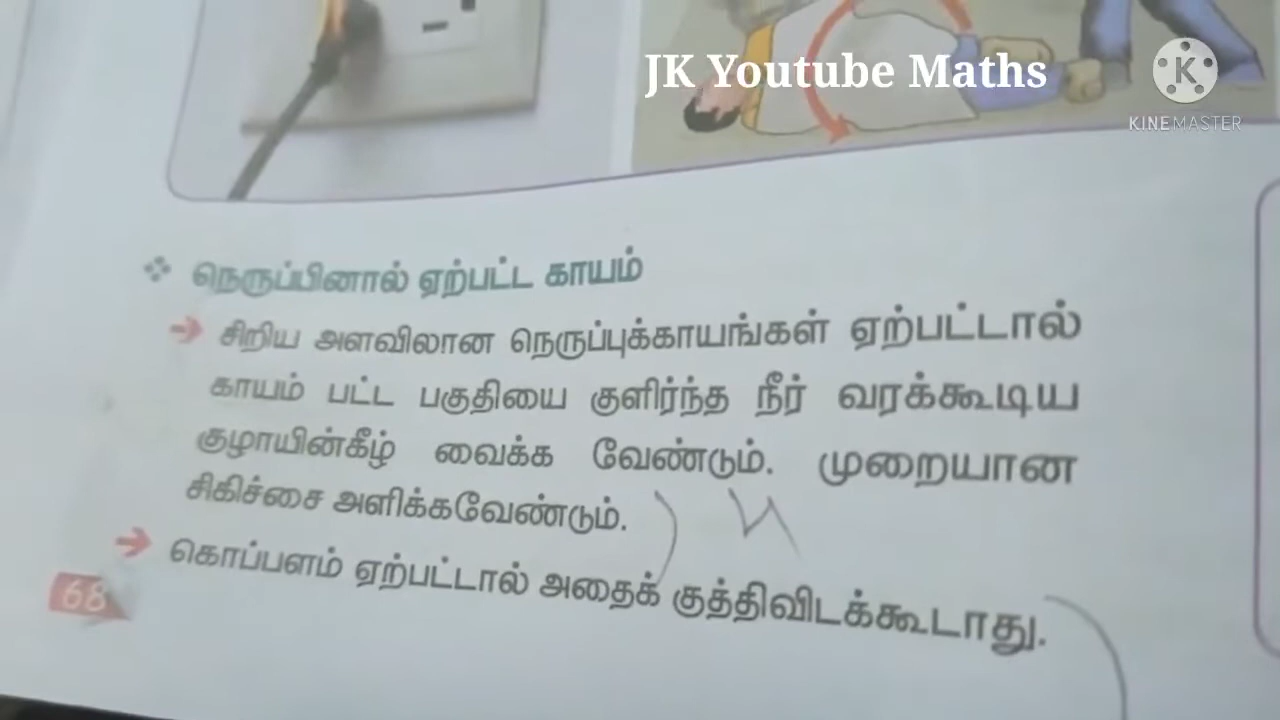 JK Youtube Maths
K
KINEMASTER
நெருப்பினால் ஏற்பட்ட காயம்
சிறிய அளவிலான நெருப்புக்காயங்கள் ஏற்பட்டால்
காயம் பட்ட பகுதியை குளிர்ந்த நீர் வரக்கூடிய
குழாயின்கீழ் வைக்க வேண்டும். முறையான
சிகிச்சை அளிக்கவேண்டும்.
கொப்பளம் ஏற்பட்டால் அதைக் குத்திவிடக்கூடாது.
68